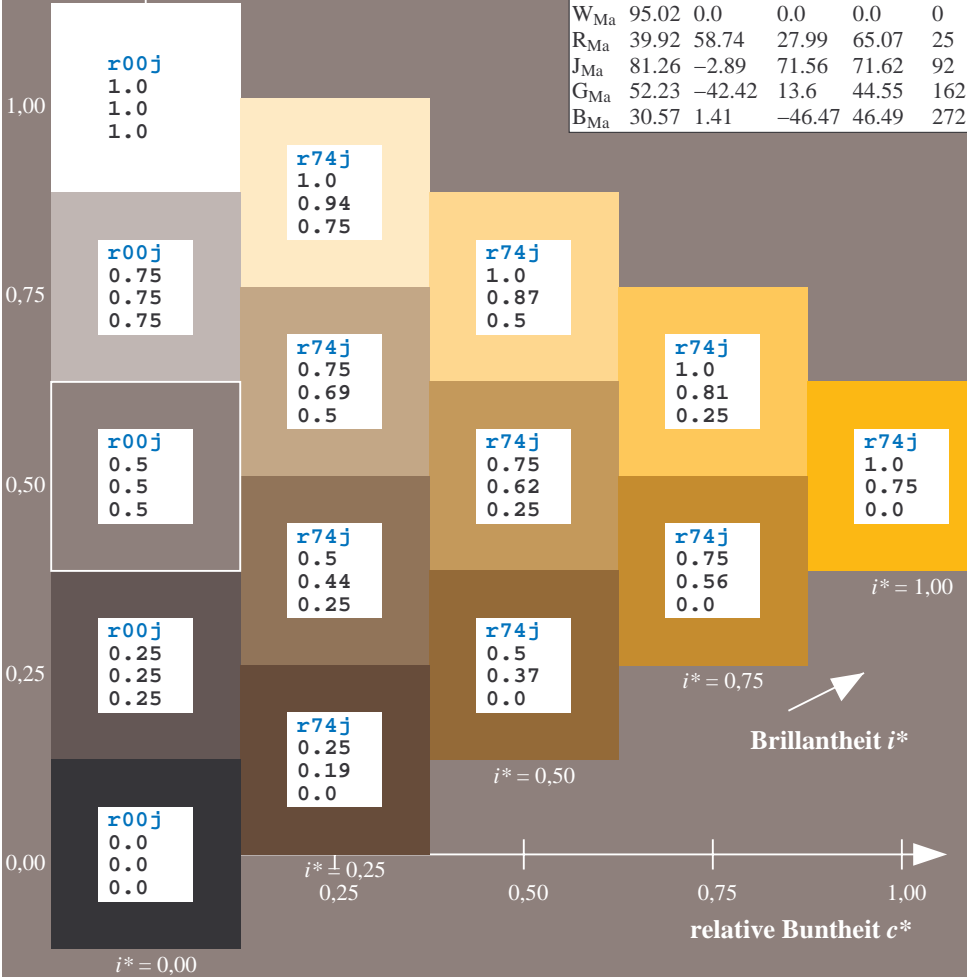 W_Ma 95.02 0.0 0.0 0.0 0
R_Ma 39.92 58.74 27.99 65.07 25
J_Ma 81.26 −2.89 71.56 71.62 92
G_Ma 52.23 −42.42 13.6 44.55 162
B_Ma 30.57 1.41 −46.47 46.49 272
r00j
1.0
1.0
1.0
1,00
r74j
1.0
0.94
0.75
r00j
0.75
0.75
0.75
r74j
1.0
0.87
0.5
0,75
r74j
0.75
0.69
0.5
r74j
1.0
0.81
0.25
r00j
0.5
0.5
0.5
r74j
0.75
0.62
0.25
r74j
1.0
0.75
0.0
0,50
r74j
0.5
0.44
0.25
r74j
0.75
0.56
0.0
i* = 1,00
r00j
0.25
0.25
0.25
r74j
0.5
0.37
0.0
0,25
i* = 0,75
r74j
0.25
0.19
0.0
Brillantheit i*
i* = 0,50
r00j
0.0
0.0
0.0
0,00
i* = 0,25
0,25 0,50 0,75 1,00
relative Buntheit c*
i* = 0,00